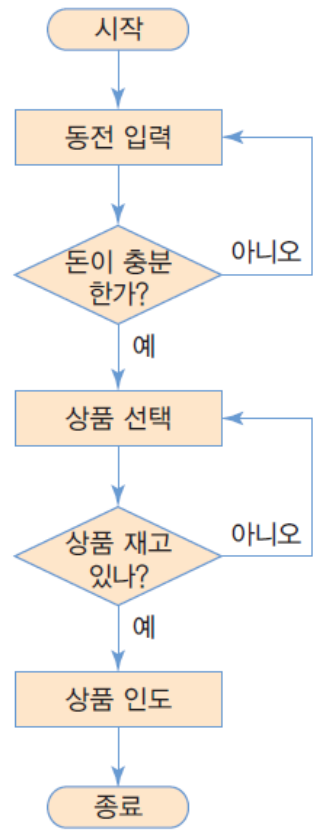 시작
동전 입력
돈이 충분
한가?
아니오
예
상품 선택
상품 재고
있나?
아니오
예
상품 인도
종료